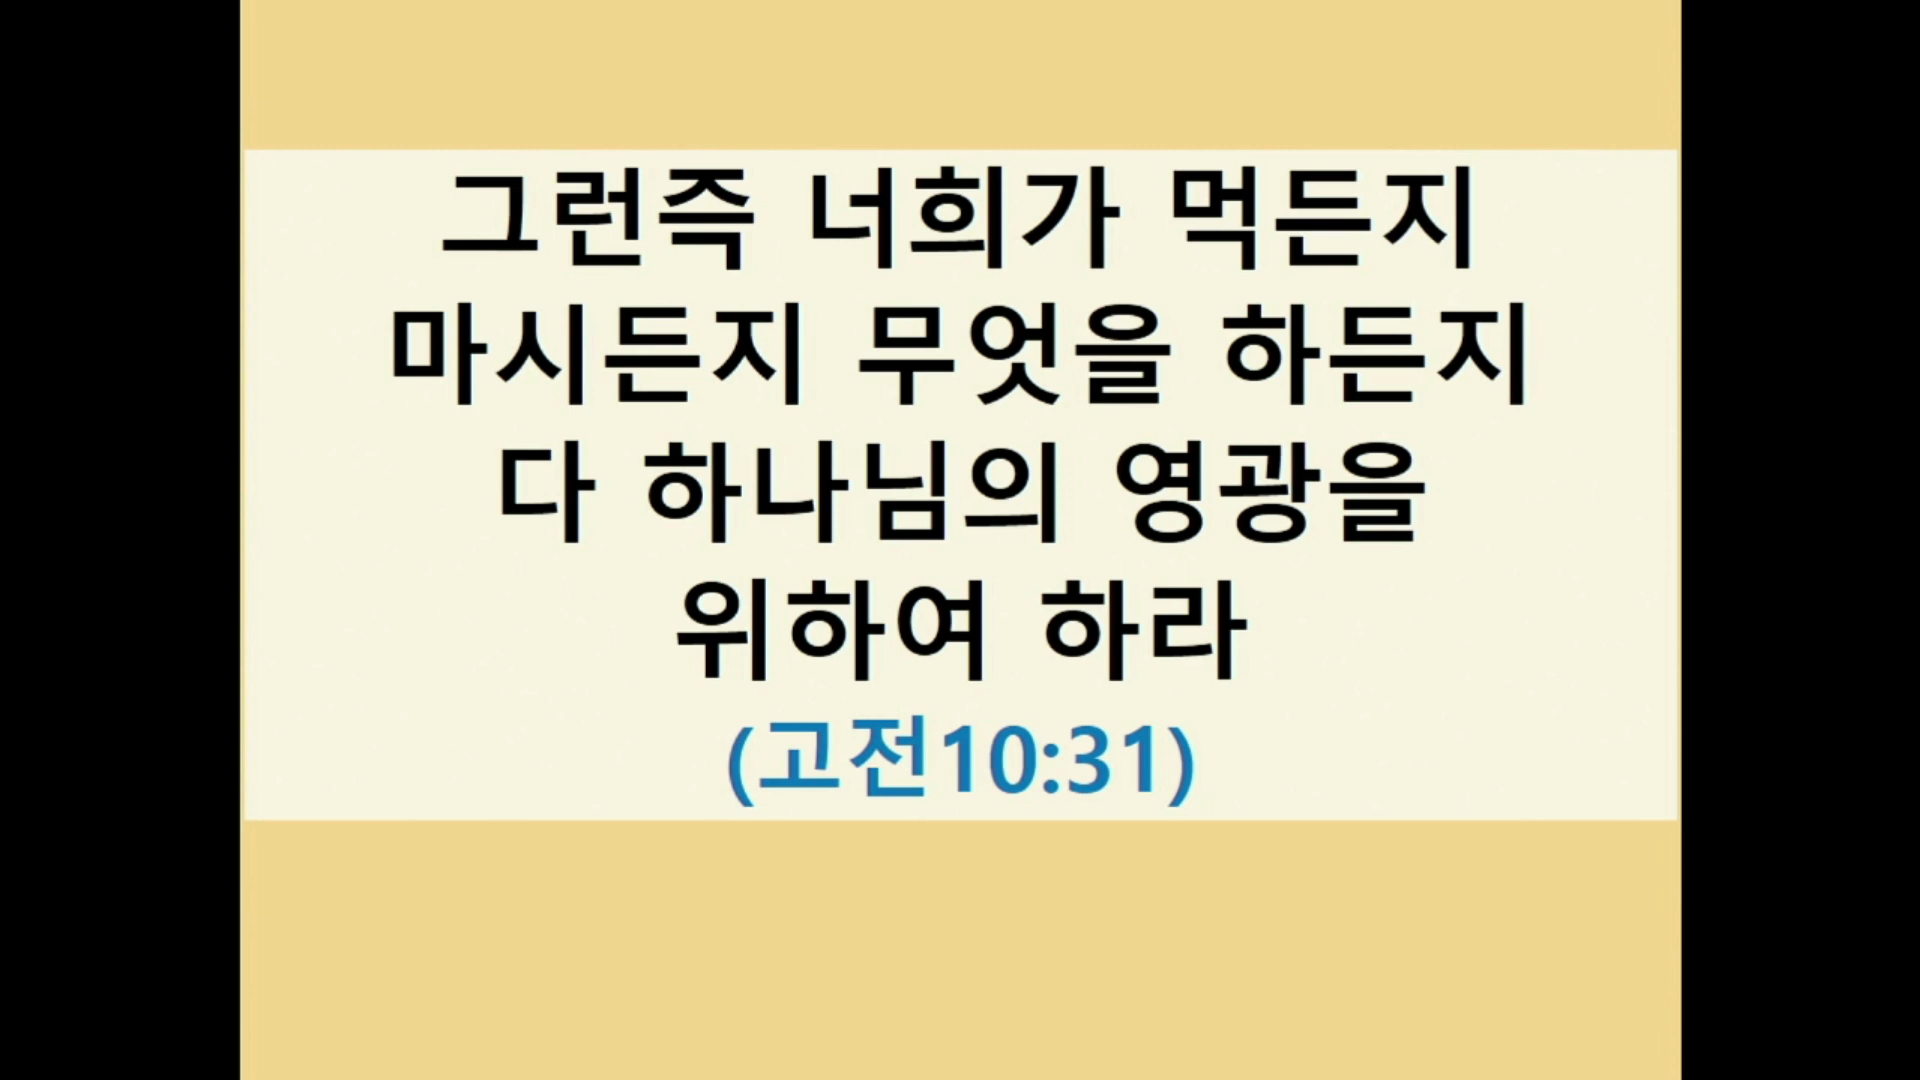 그런즉 너희가 먹든지
마시든지 무엇을 하든지
다 하나님의 영광을
위하여 하라
(고전10:31)